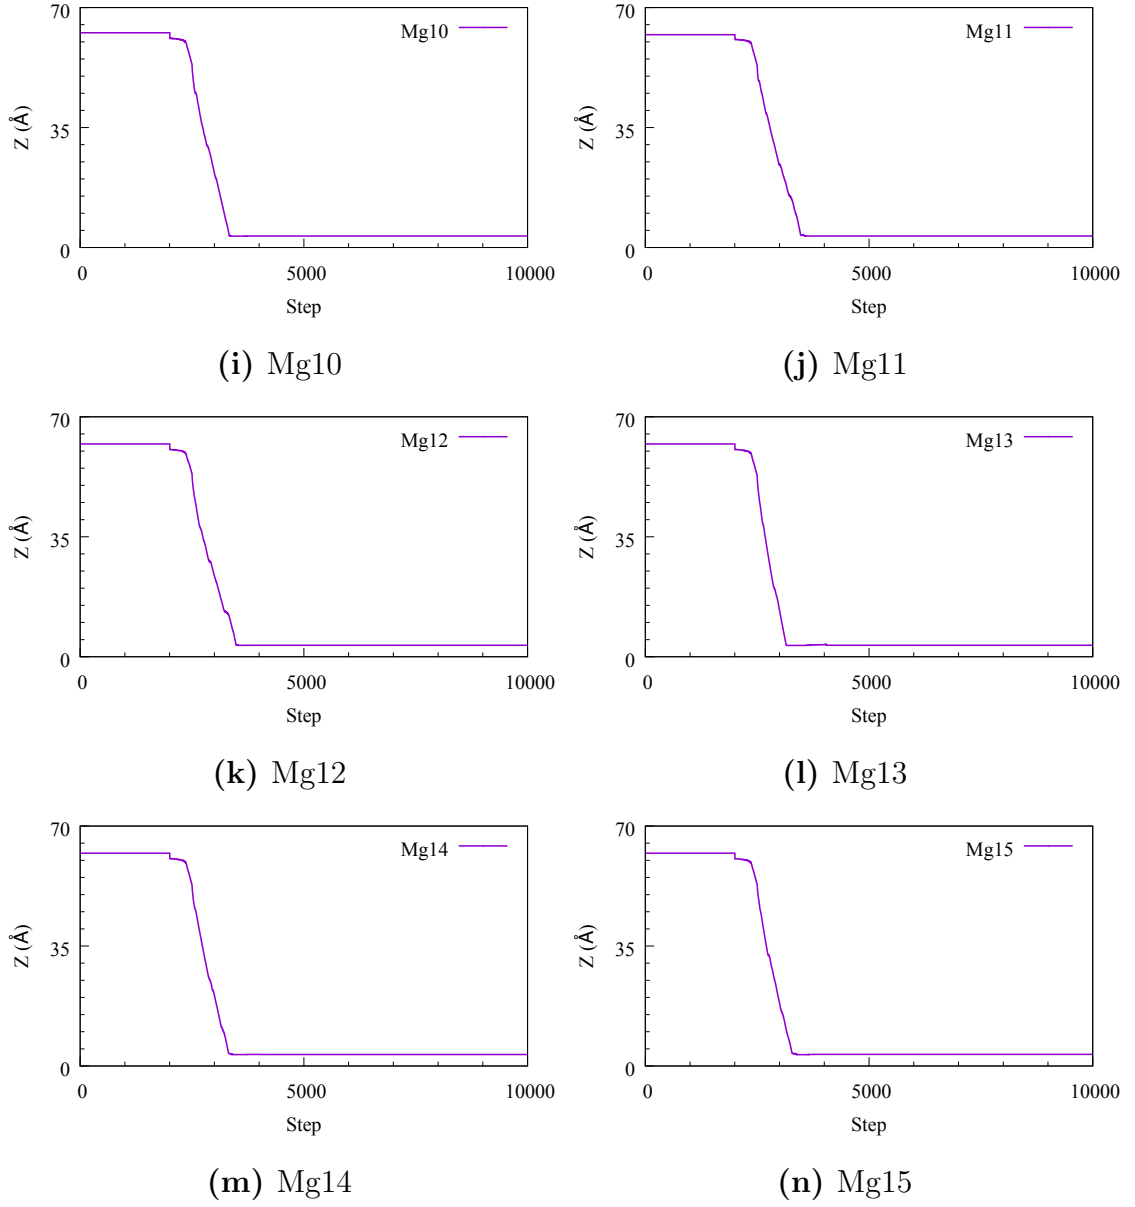 70
Mg10
35
Z (Å)
0
0
5000
10000
Step
(i) Mg10
70
Mg11
35
Z (Å)
0
0
5000
10000
Step
(j) Mg11
70
Mg12
35
Z (Å)
0
0
5000
10000
Step
(k) Mg12
70
Mg13
35
Z (Å)
0
0
5000
10000
Step
(l) Mg13
70
Mg14
35
Z (Å)
0
0
5000
10000
Step
(m) Mg14
70
Mg15
35
Z (Å)
0
0
5000
10000
Step
(n) Mg15